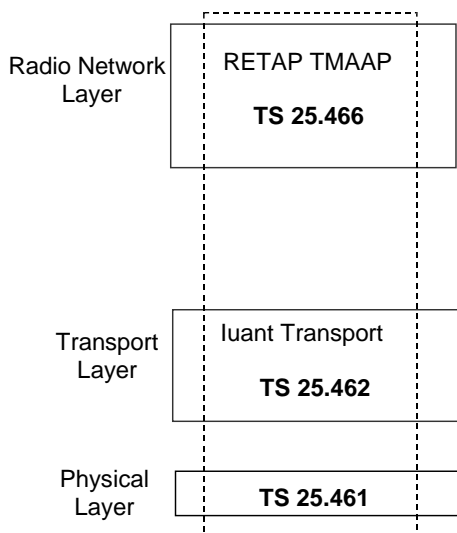 Radio Network
Layer
RETAP TMAAP
TS 25.466
Transport
Layer
Iuant Transport
TS 25.462
Physical
Layer
TS 25.461